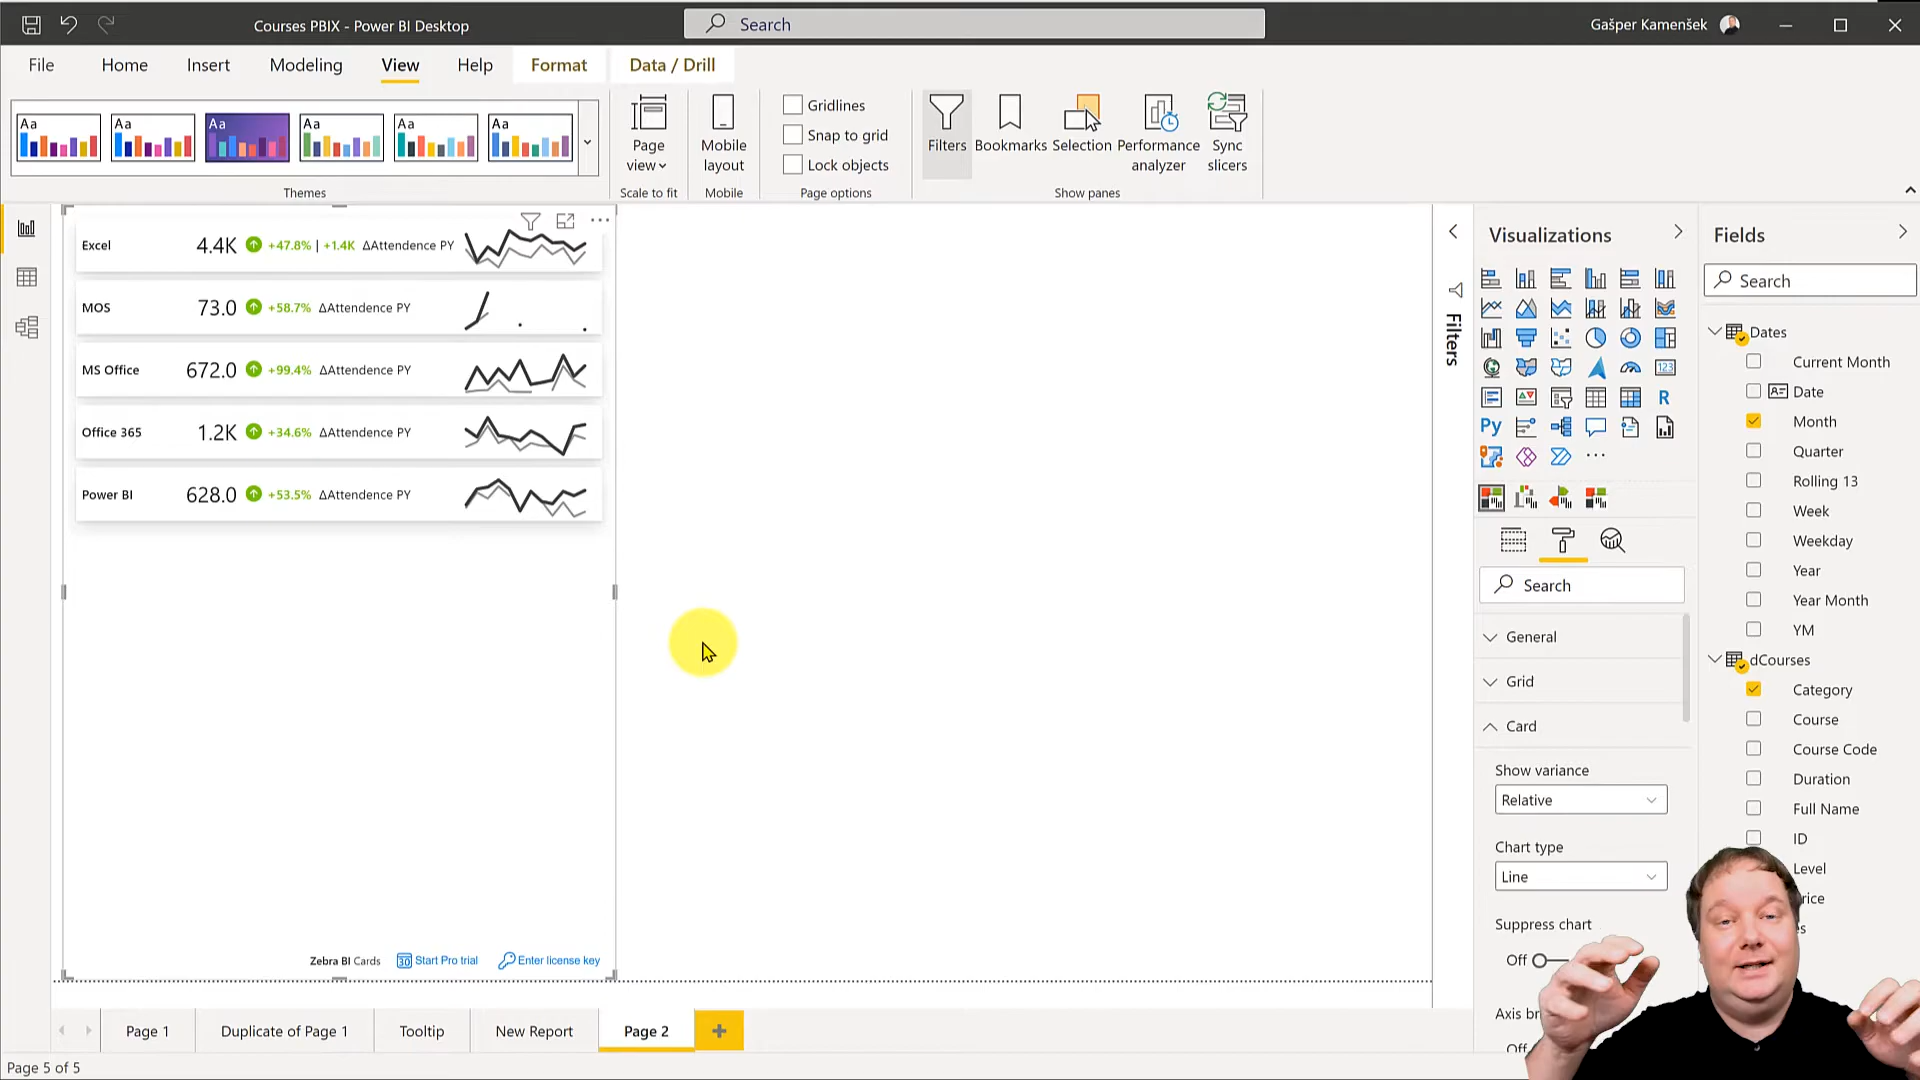 Courses PBIX - Power BI Desktop
Search
Gašper Kamenšek
File
Home
Insert
Modeling
View
Help
Format
Data / Drill
Aa
Aa
Aa
Aa
Aa
Aa
Page view
Mobile layout
Gridlines
Snap to grid
Lock objects
Filters
Bookmarks
Selection
Performance analyzer
Sync slicers
Themes
Scale to fit
Mobile
Page options
Show panes
Excel 4.4K +47.8% | +1.4K ΔAttendence PY
MOS 73.0 +58.7% ΔAttendence PY
MS Office 672.0 +99.4% ΔAttendence PY
Office 365 1.2K +34.6% ΔAttendence PY
Power BI 628.0 +53.5% ΔAttendence PY
Zebra BI Cards
30 Start Pro trial
Enter license key
Filters
Visualizations
123
R
Py
Search
General
Grid
Card
Show variance
Relative
Chart type
Line
Suppress chart
Off
Axis br
Off
Fields
Search
Dates
Current Month
Date
Month
Quarter
Rolling 13
Week
Weekday
Year
Year Month
YM
dCourses
Category
Course
Course Code
Duration
Full Name
ID
Level
rice
es
Page 1
Duplicate of Page 1
Tooltip
New Report
Page 2
Page 5 of 5